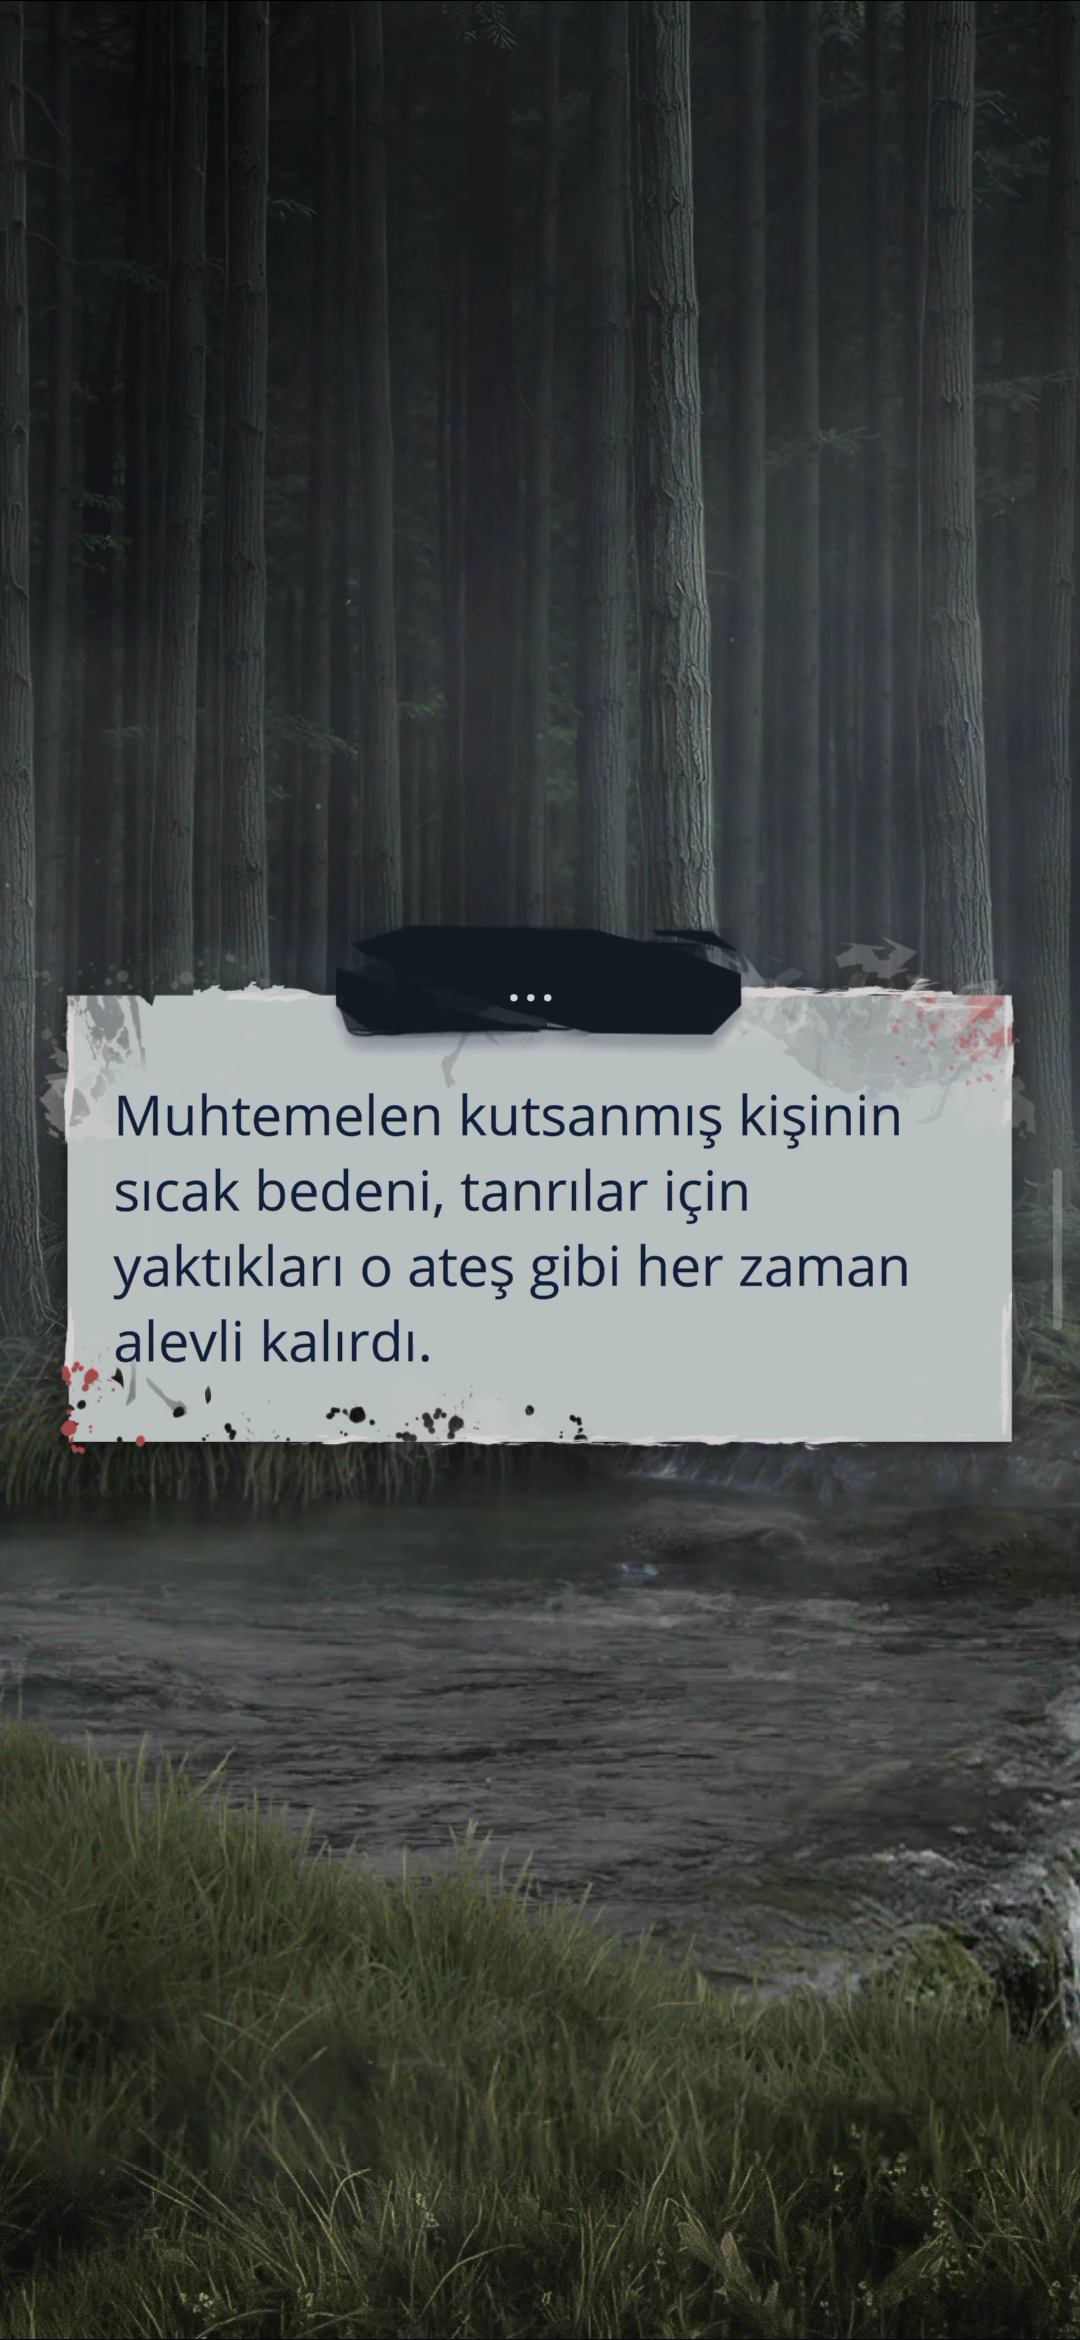 ...
Muhtemelen kutsanmış kişinin
sıcak bedeni, tanrılar için
yaktıkları o ateş gibi her zaman
alevli kalırdı.